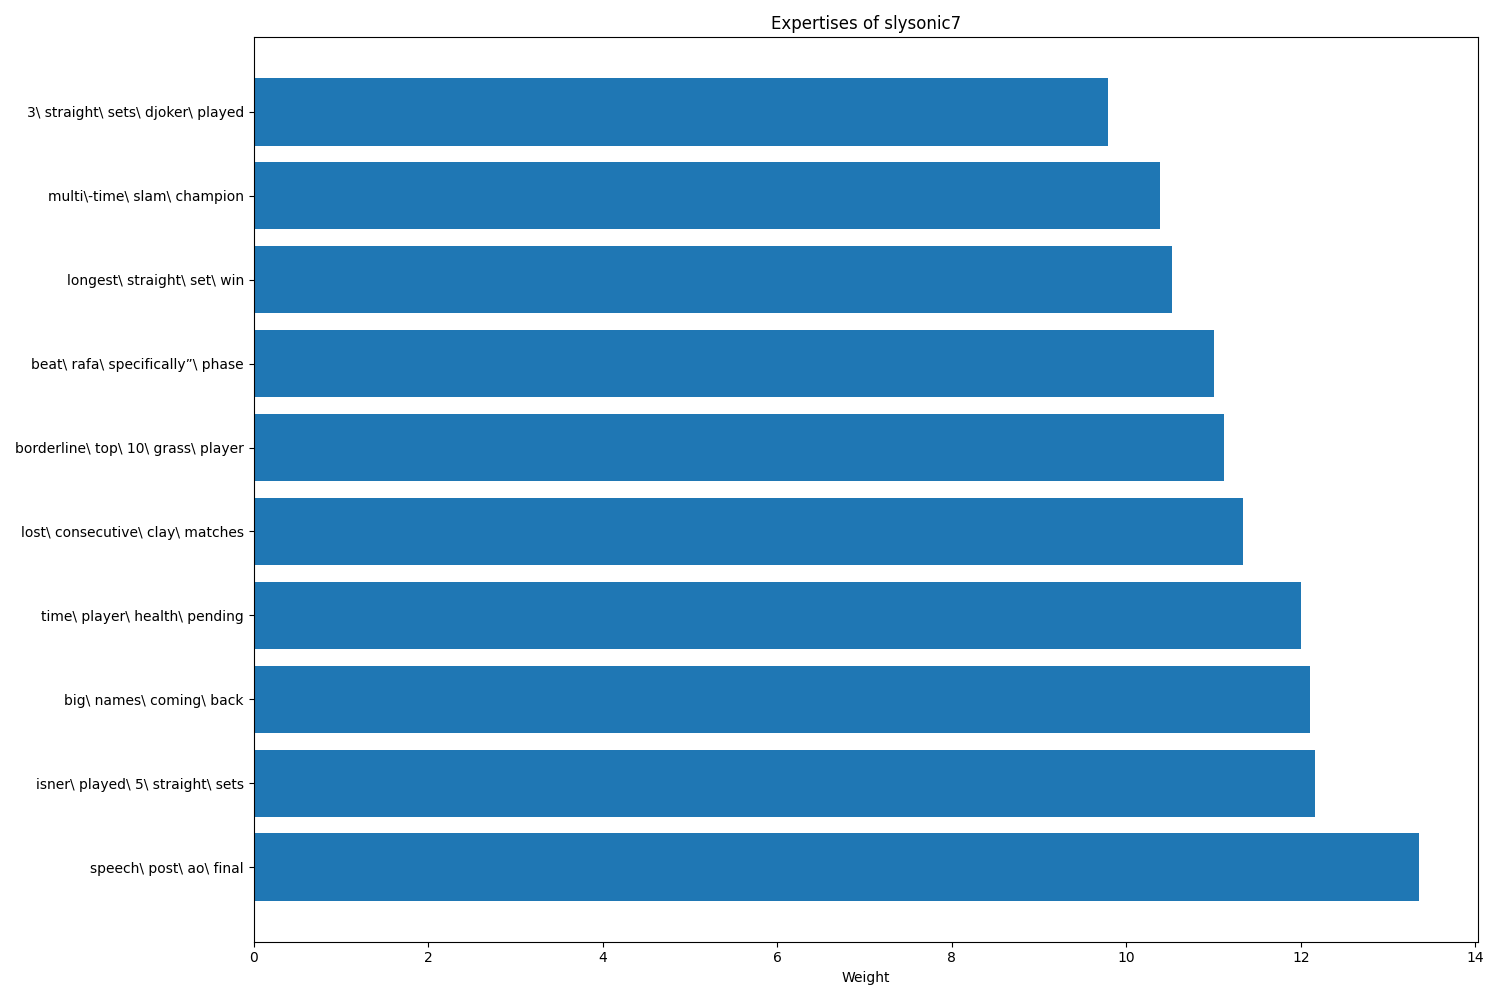 Expertises of slysonic7
3\ straight\ sets\ djoker\ played
multi\-time\ slam\ champion
longest\ straight\ set\ win
beat\ rafa\ specifically”\ phase
borderline\ top\ 10\ grass\ player
lost\ consecutive\ clay\ matches
time\ player\ health\ pending
big\ names\ coming\ back
isner\ played\ 5\ straight\ sets
speech\ post\ ao\ final
0 2 4 6 8 10 12 14
Weight